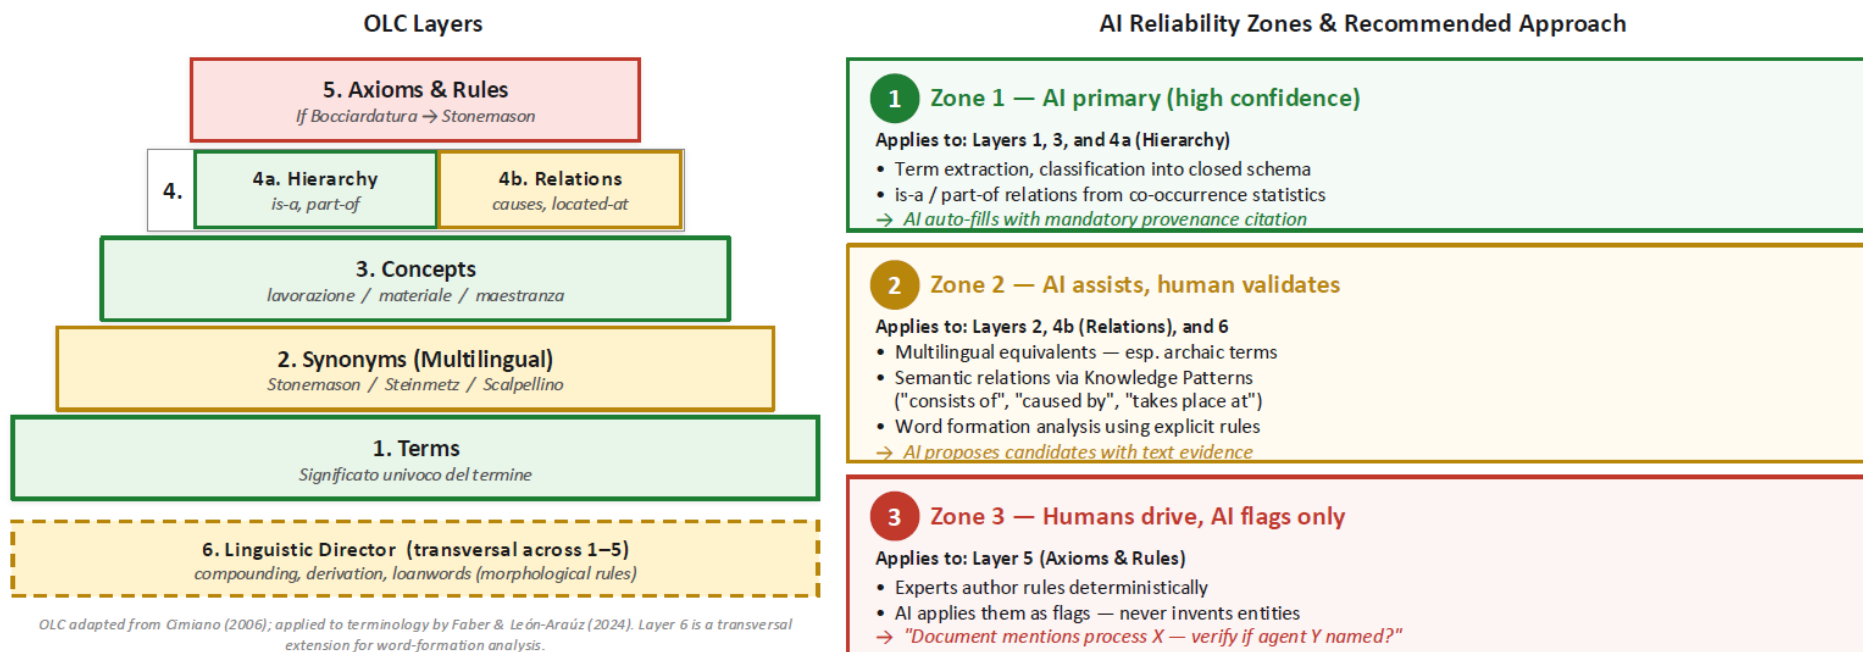 OLC Layers
5. Axioms & Rules
If Bocciardatura → Stonemason
4.
4a. Hierarchy
is-a, part-of
4b. Relations
causes, located-at
3. Concepts
lavorazione / materiale / maestranza
2. Synonyms (Multilingual)
Stonemason / Steinmetz / Scalpellino
1. Terms
Significato univoco del termine
6. Linguistic Director (transversal across 1–5)
compounding, derivation, loanwords (morphological rules)
OLC adapted from Cimiano (2006); applied to terminology by Faber & León-Araúz (2024). Layer 6 is a transversal
extension for word-formation analysis.
AI Reliability Zones & Recommended Approach
1 Zone 1 — AI primary (high confidence)
Applies to: Layers 1, 3, and 4a (Hierarchy)
• Term extraction, classification into closed schema
• is-a / part-of relations from co-occurrence statistics
→ AI auto-fills with mandatory provenance citation
2 Zone 2 — AI assists, human validates
Applies to: Layers 2, 4b (Relations), and 6
• Multilingual equivalents — esp. archaic terms
• Semantic relations via Knowledge Patterns
("consists of", "caused by", "takes place at")
• Word formation analysis using explicit rules
→ AI proposes candidates with text evidence
3 Zone 3 — Humans drive, AI flags only
Applies to: Layer 5 (Axioms & Rules)
• Experts author rules deterministically
• AI applies them as flags — never invents entities
→ "Document mentions process X — verify if agent Y named?"